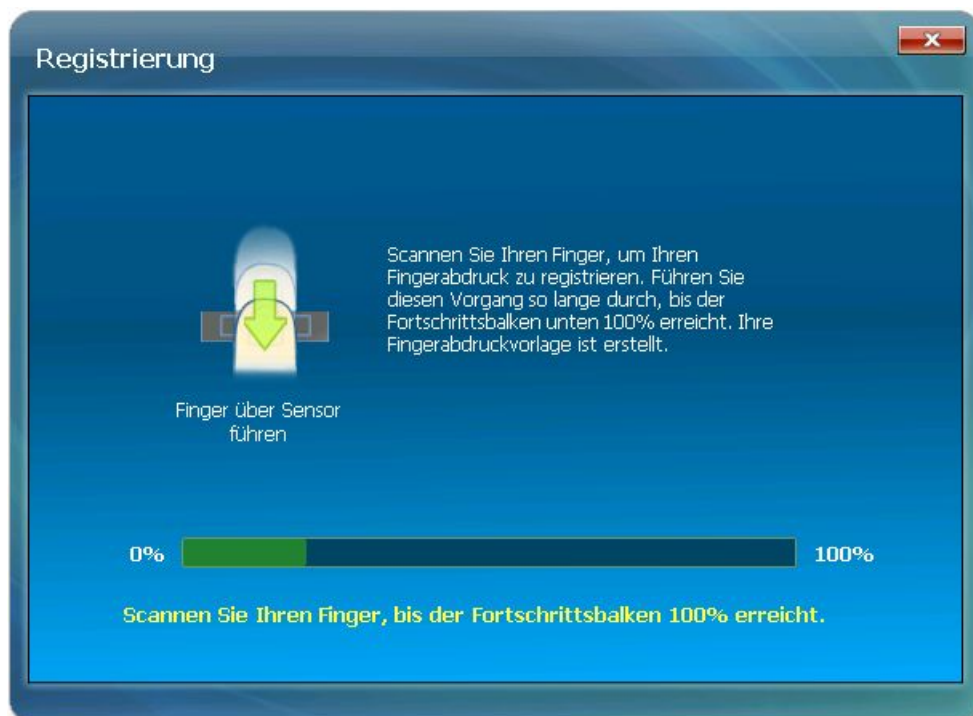 Registrierung
Scannen Sie Ihren Finger, um Ihren
Fingerabdruck zu registrieren. Führen Sie
diesen Vorgang so lange durch, bis der
Fortschrittsbalken unten 100% erreicht. Ihre
Fingerabdruckvorlage ist erstellt.
Finger über Sensor
führen
0% 100%
Scannen Sie Ihren Finger, bis der Fortschrittsbalken 100% erreicht.